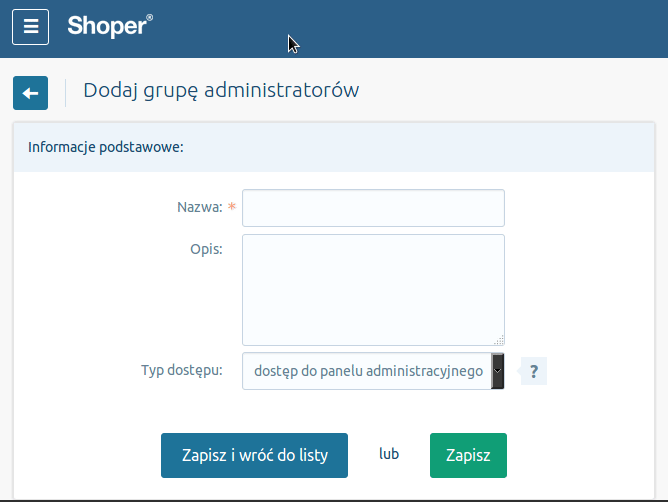 Shoper®
Dodaj grupę administratorów
Informacje podstawowe:
Nazwa: *
Opis:
Typ dostępu: dostęp do panelu administracyjnego ?
Zapisz i wróć do listy lub Zapisz